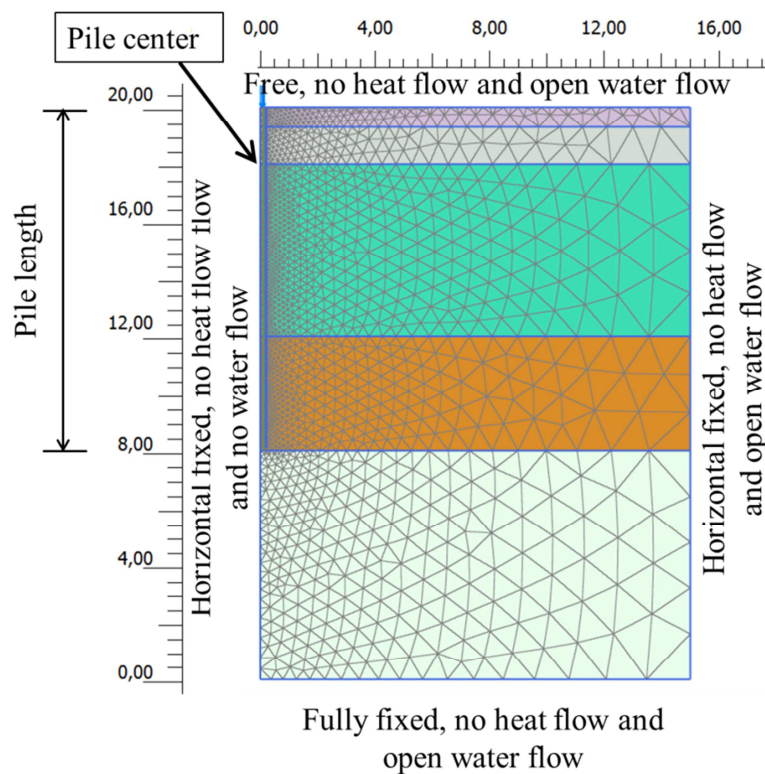 Pile center
0,00 4,00 8,00 12,00 16,00
Free, no heat flow and open water flow
20,00
16,00
12,00
8,00
4,00
0,00
Pile length
Horizontal fixed, no heat flow flow
and no water flow
Horizontal fixed, no heat flow
and open water flow
Fully fixed, no heat flow and
open water flow